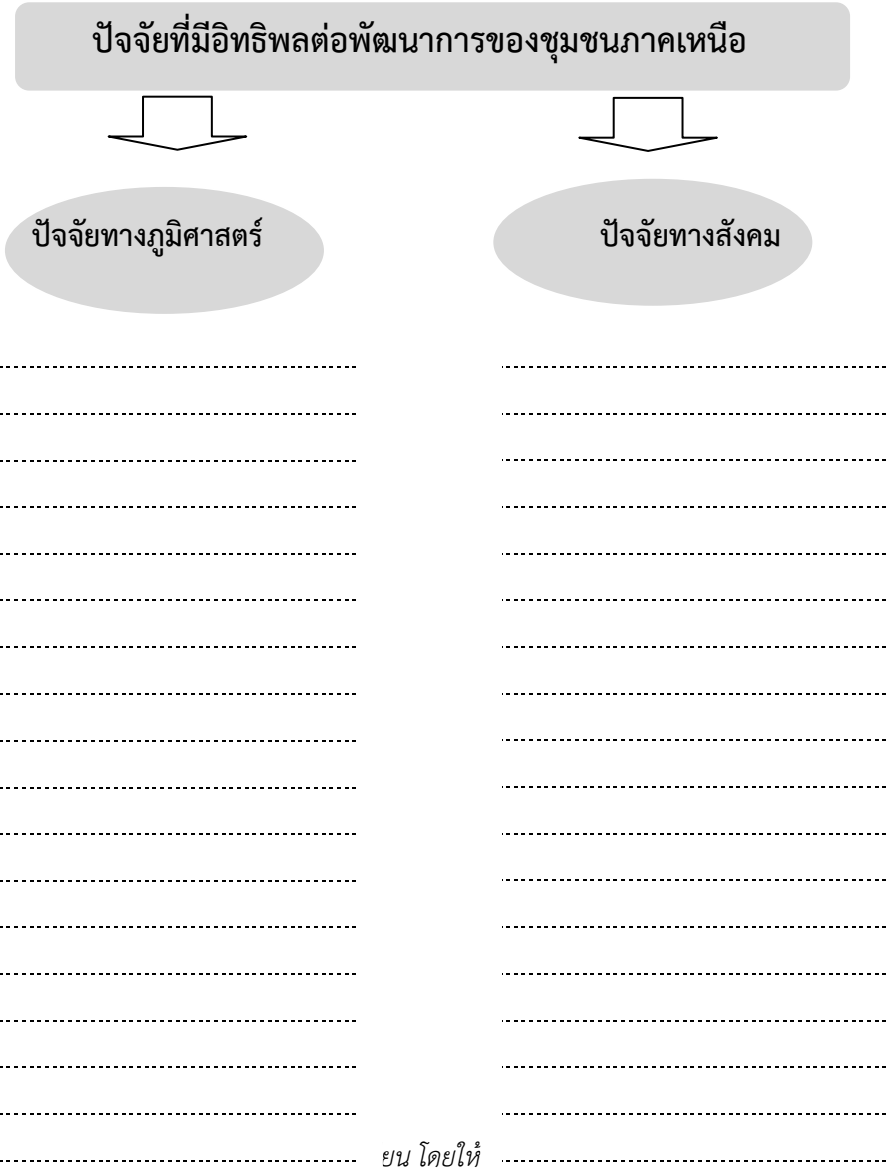 ปัจจัยที่มีอิทธิพลต่อพัฒนาการของชุมชนภาคเหนือ
ปัจจัยทางภูมิศาสตร์
ปัจจัยทางสังคม
ยน โดยให้